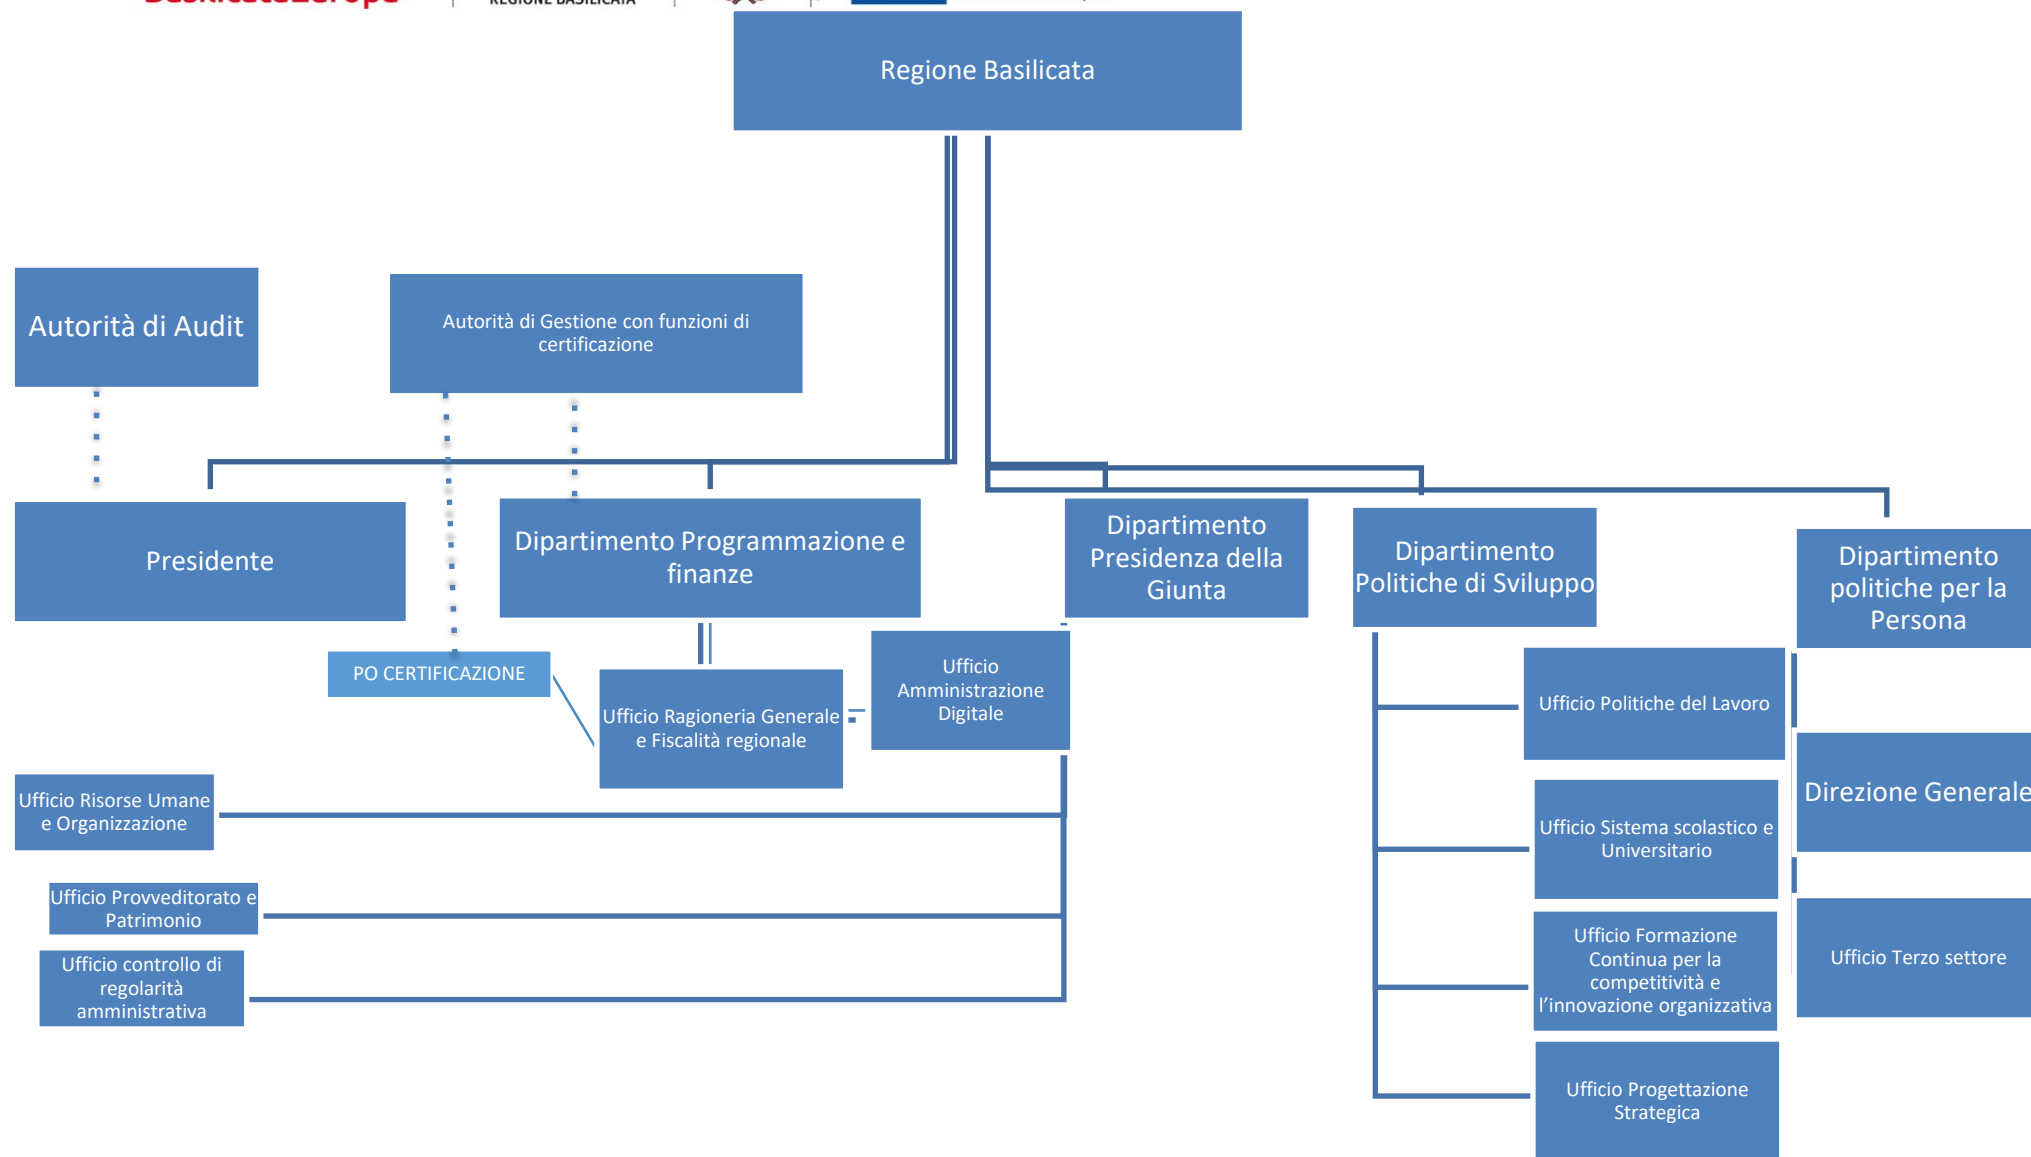 REGIONE BASILICATA
Regione Basilicata
Autorità di Audit
Autorità di Gestione con funzioni di
certificazione
Presidente
Dipartimento Programmazione e
finanze
Dipartimento
Presidenza della
Giunta
Dipartimento
Politiche di Sviluppo
Dipartimento
politiche per la
Persona
PO CERTIFICAZIONE
Ufficio Ragioneria Generale
e Fiscalità regionale
Ufficio
Amministrazione
Digitale
Ufficio Politiche del Lavoro
Direzione Generale
Ufficio Risorse Umane
e Organizzazione
Ufficio Sistema scolastico e
Universitario
Ufficio Provveditorato e
Patrimonio
Ufficio Formazione
Continua per la
competitività e
l'innovazione organizzativa
Ufficio Terzo settore
Ufficio controllo di
regolarità
amministrativa
Ufficio Progettazione
Strategica